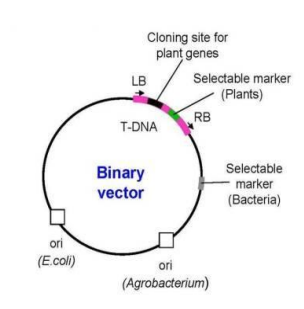 Cloning site for
plant genes
LB
Selectable marker
(Plants)
RB
T-DNA
Binary
vector
Selectable
marker
(Bacteria)
ori
(E.coli)
ori
(Agrobacterium)